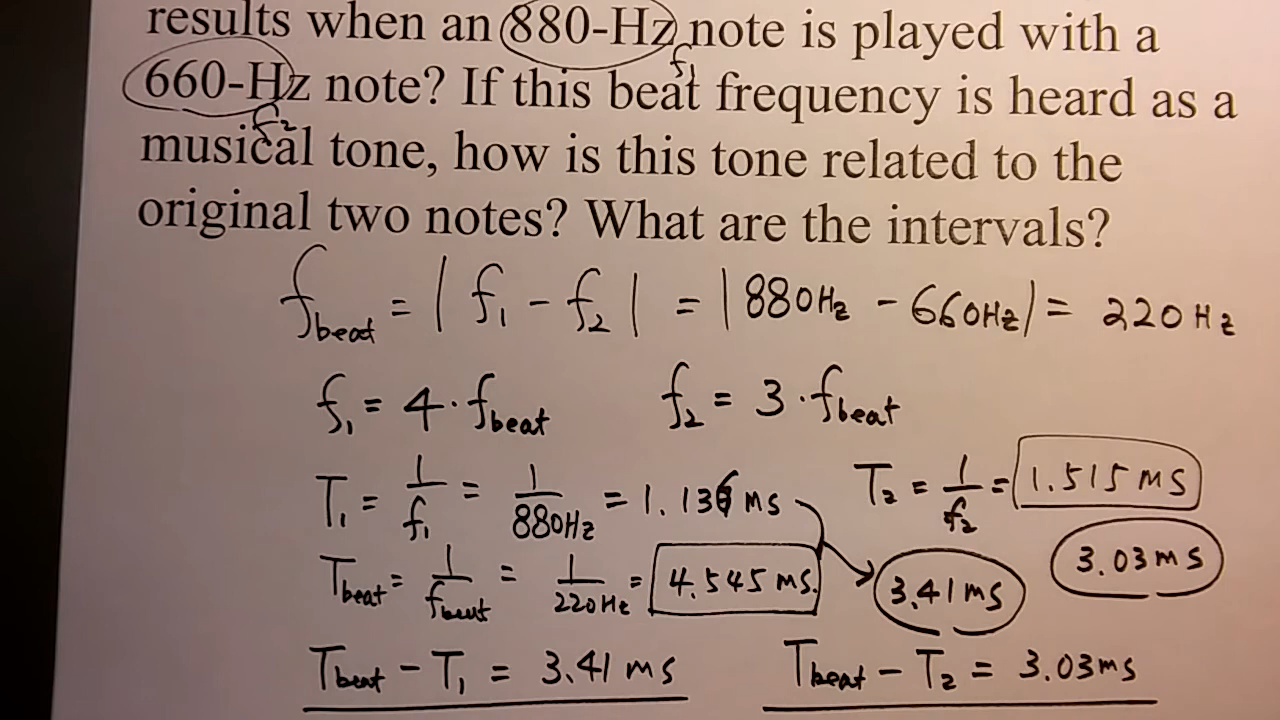 results when an 880-Hz note is played with a
f₁
660-Hz note? If this beat frequency is heard as a
f₂
musical tone, how is this tone related to the
original two notes? What are the intervals?
f_beat = | f₁ - f₂ | = | 880Hz - 660Hz | = 220 Hz
f₁ = 4 · f_beat f₂ = 3 · f_beat
T₁ = 1/f₁ = 1/880Hz = 1.136 ms T₂ = 1/f₂ = 1.515 ms
3.03 ms
T_beat = 1/f_beat = 1/220Hz = 4.545 ms. 3.41 ms
T_beat - T₁ = 3.41 ms T_beat - T₂ = 3.03 ms